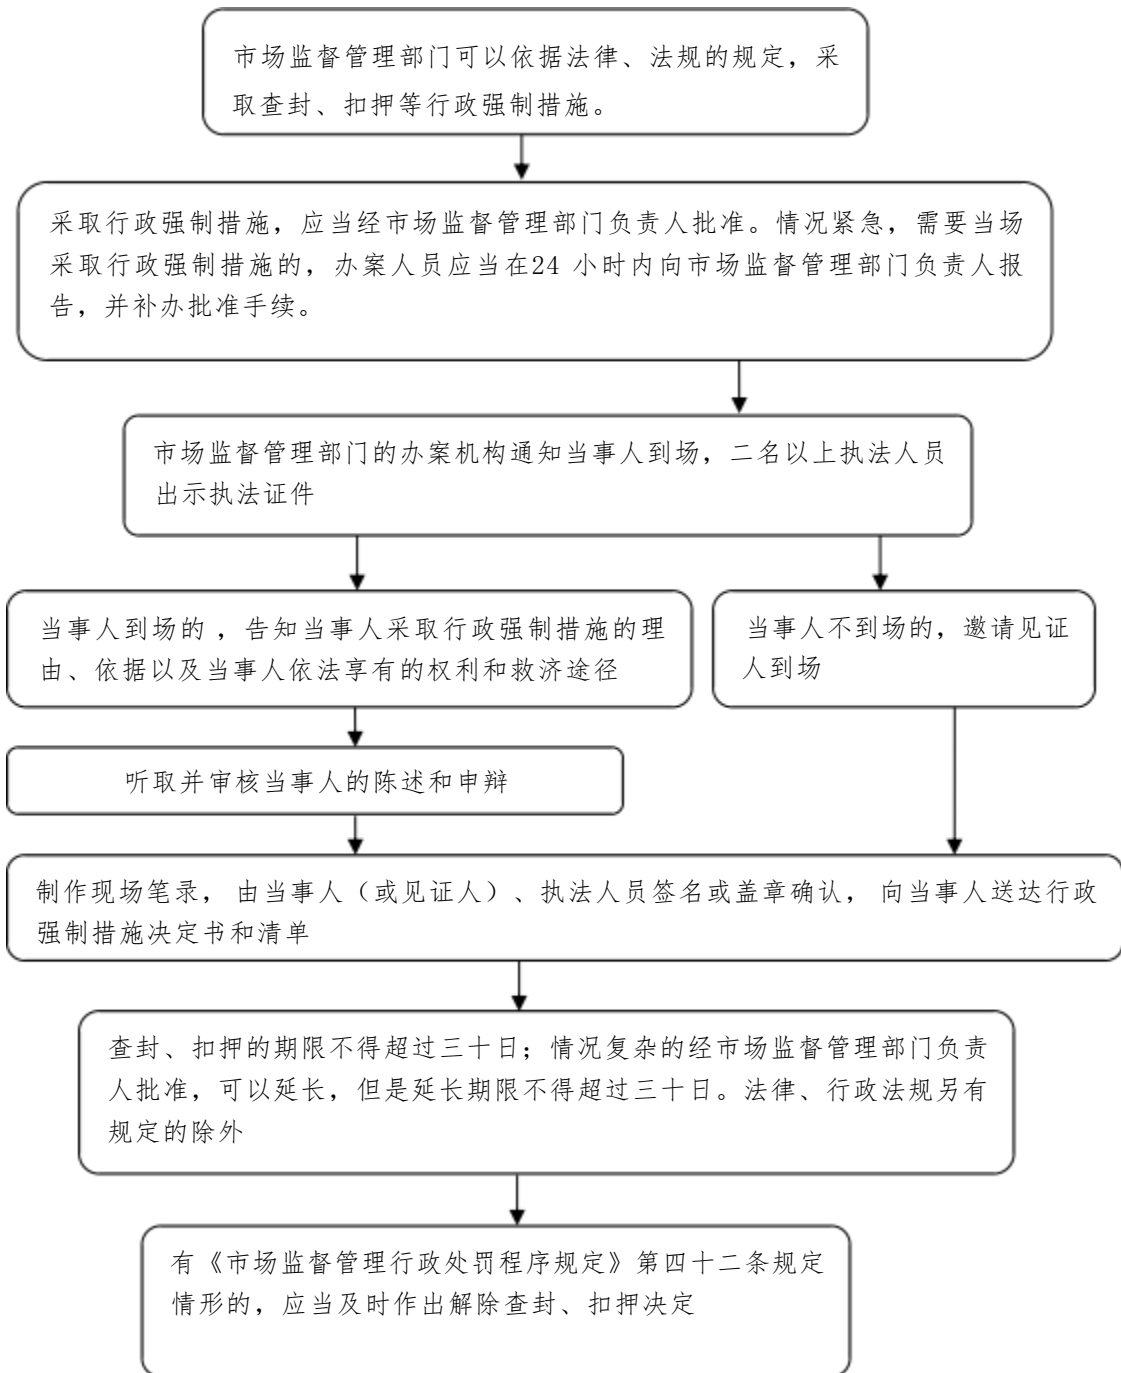 市场监督管理部门可以依据法律、法规的规定，采
取查封、扣押等行政强制措施。
采取行政强制措施，应当经市场监督管理部门负责人批准。情况紧急，需要当场
采取行政强制措施的，办案人员应当在24 小时内向市场监督管理部门负责人报
告，并补办批准手续。
市场监督管理部门的办案机构通知当事人到场，二名以上执法人员
出示执法证件
当事人到场的 ，告知当事人采取行政强制措施的理
由、依据以及当事人依法享有的权利和救济途径
当事人不到场的，邀请见证
人到场
听取并审核当事人的陈述和申辩
制作现场笔录， 由当事人（或见证人）、执法人员签名或盖章确认， 向当事人送达行政
强制措施决定书和清单
查封、扣押的期限不得超过三十日；情况复杂的经市场监督管理部门负责
人批准，可以延长，但是延长期限不得超过三十日。法律、行政法规另有
规定的除外
有《市场监督管理行政处罚程序规定》第四十二条规定
情形的，应当及时作出解除查封、扣押决定